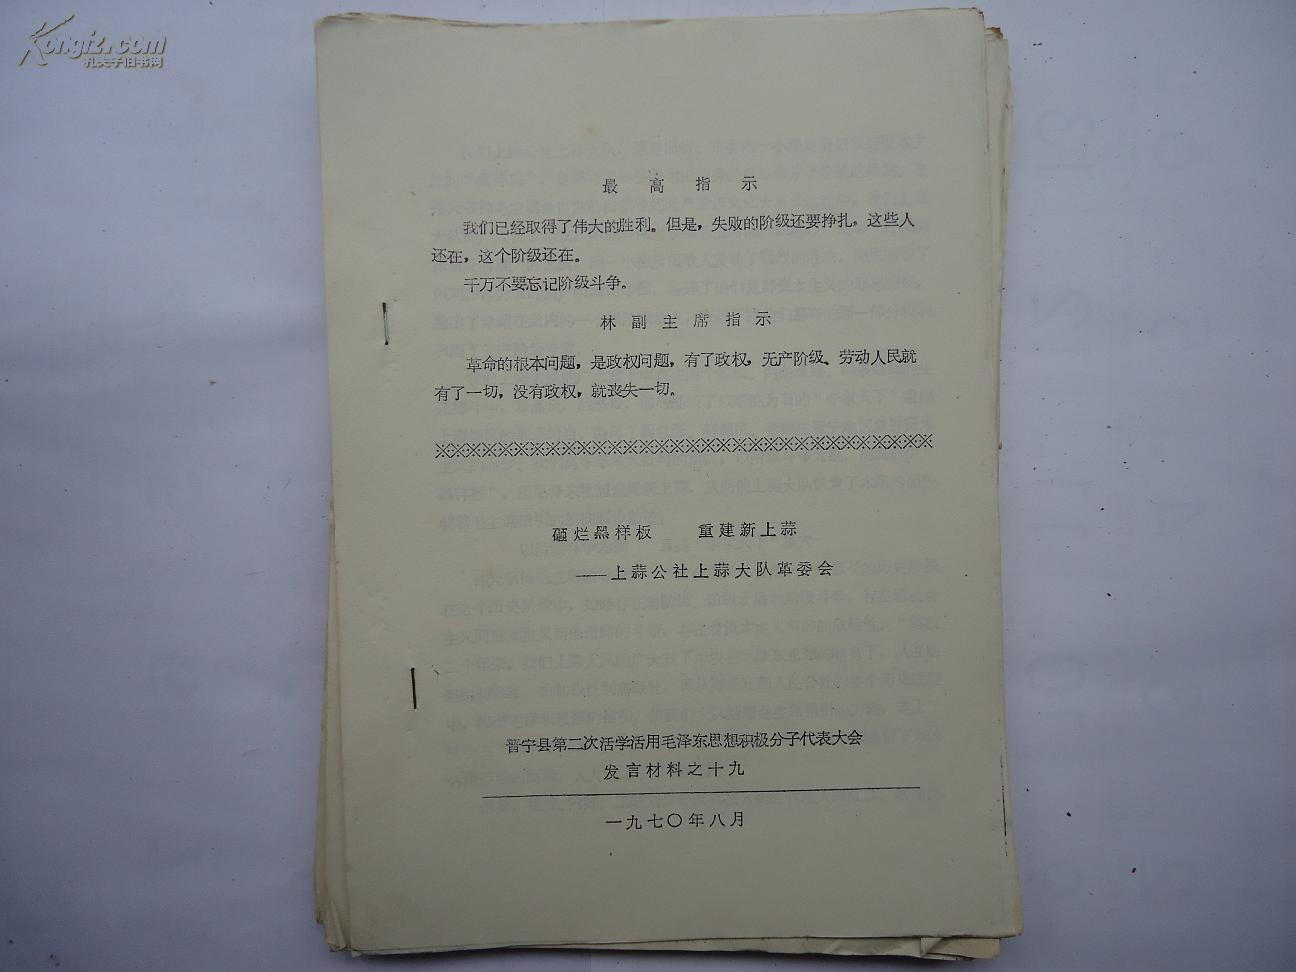 Kongfz.com
孔夫子旧书网
最高指示
我们已经取得了伟大的胜利。但是，失败的阶级还要挣扎。这些人
还在，这个阶级还在。
千万不要忘记阶级斗争。
林副主席指示
革命的根本问题，是政权问题，有了政权，无产阶级、劳动人民就
有了一切，没有政权，就丧失一切。
※※※※※※※※※※※※※※※※※※※※※※※※※※※※※※※
砸烂黑样板 重建新上蒜
——上蒜公社上蒜大队革委会
晋宁县第二次活学活用毛泽东思想积极分子代表大会
发言材料之十九
一九七〇年八月